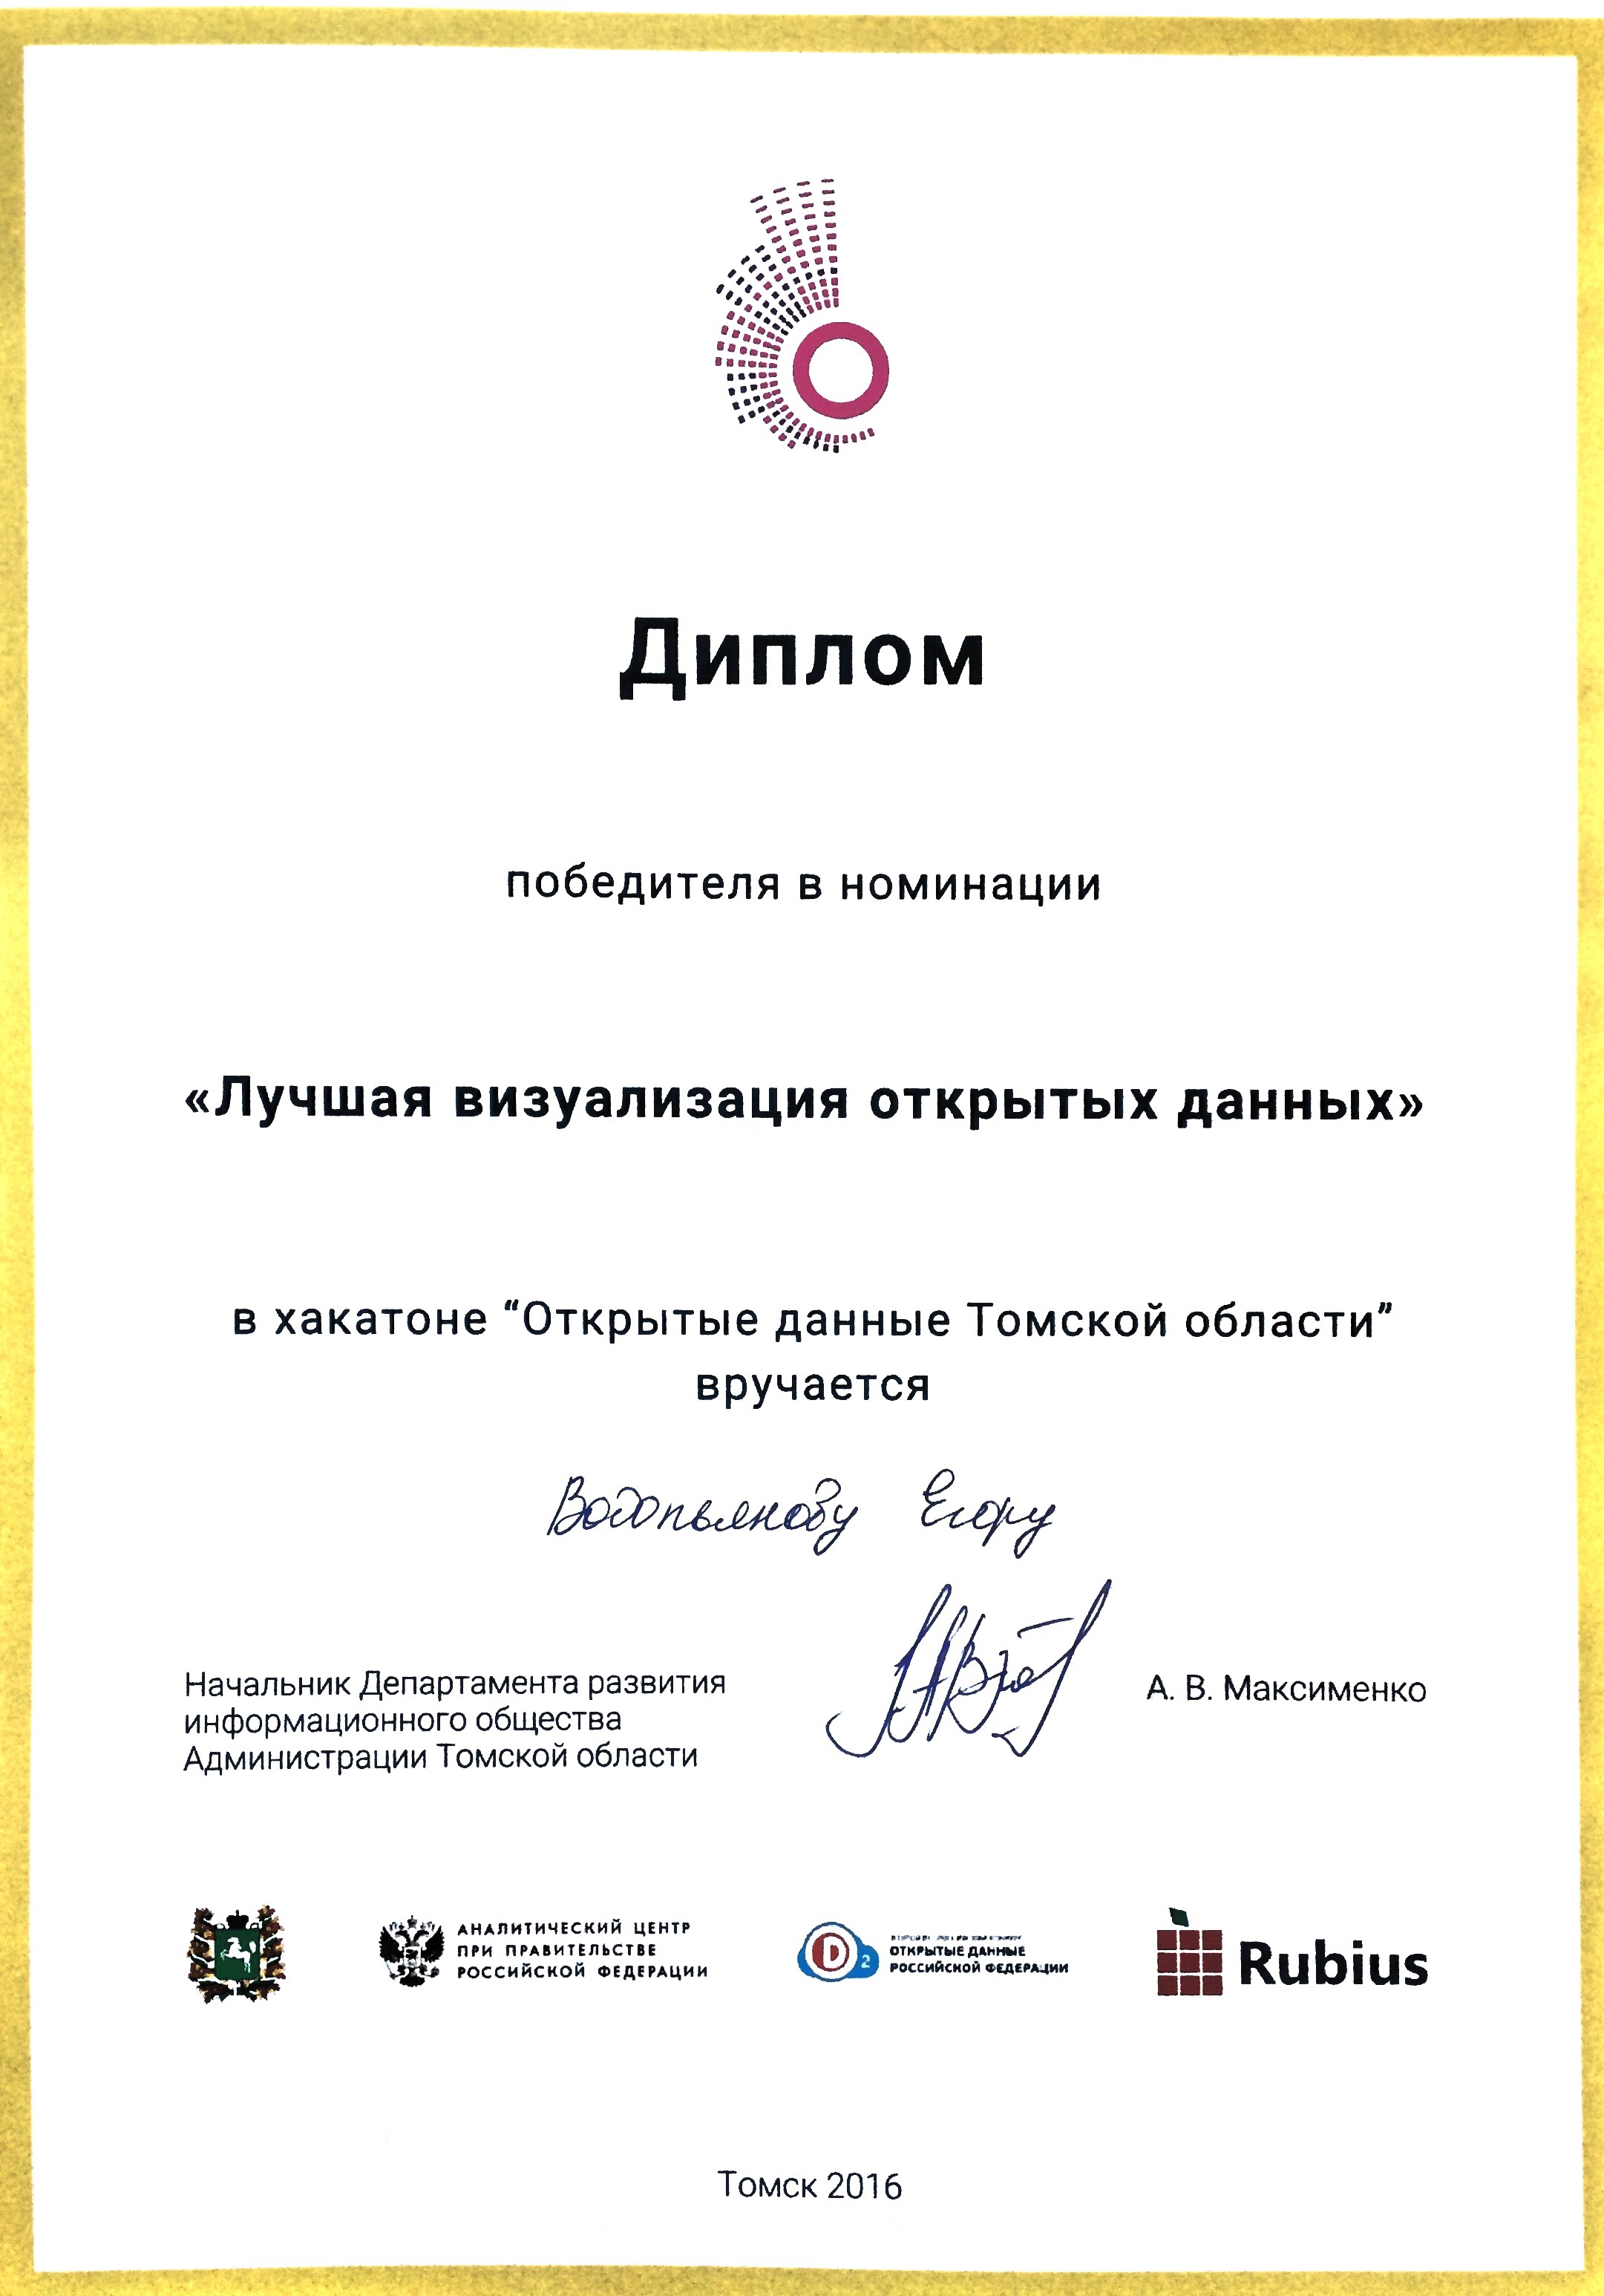 Диплом
победителя в номинации
«Лучшая визуализация открытых данных»
в хакатоне “Открытые данные Томской области”
вручается
Водопьянову Егору
Начальник Департамента развития
информационного общества
Администрации Томской области
А. В. Максименко
АНАЛИТИЧЕСКИЙ ЦЕНТР
ПРИ ПРАВИТЕЛЬСТВЕ
РОССИЙСКОЙ ФЕДЕРАЦИИ
D 2
ОТКРЫТЫЕ ДАННЫЕ
РОССИЙСКОЙ ФЕДЕРАЦИИ
Rubius
Томск 2016